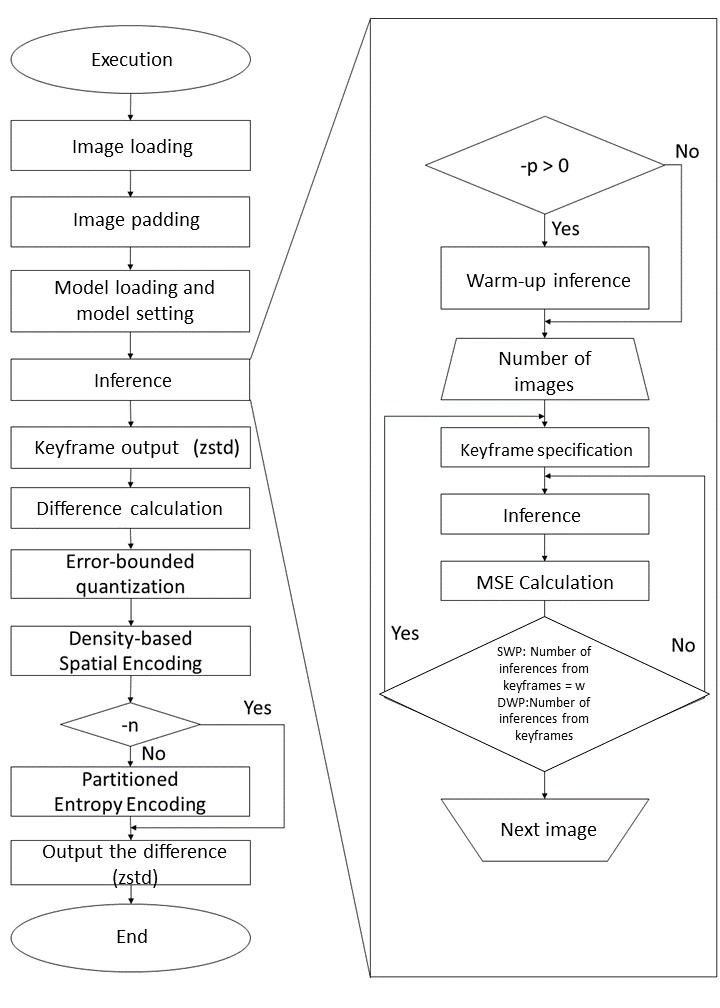 Execution
Image loading
Image padding
Model loading and
model setting
Inference
Keyframe output (zstd)
Difference calculation
Error-bounded
quantization
Density-based
Spatial Encoding
-n
Yes
No
Partitioned
Entropy Encoding
Output the difference
(zstd)
End
-p > 0
No
Yes
Warm-up inference
Number of
images
Keyframe specification
Inference
MSE Calculation
Yes
No
SWP: Number of
inferences from
keyframes = w
DWP:Number of
inferences from
keyframes
Next image